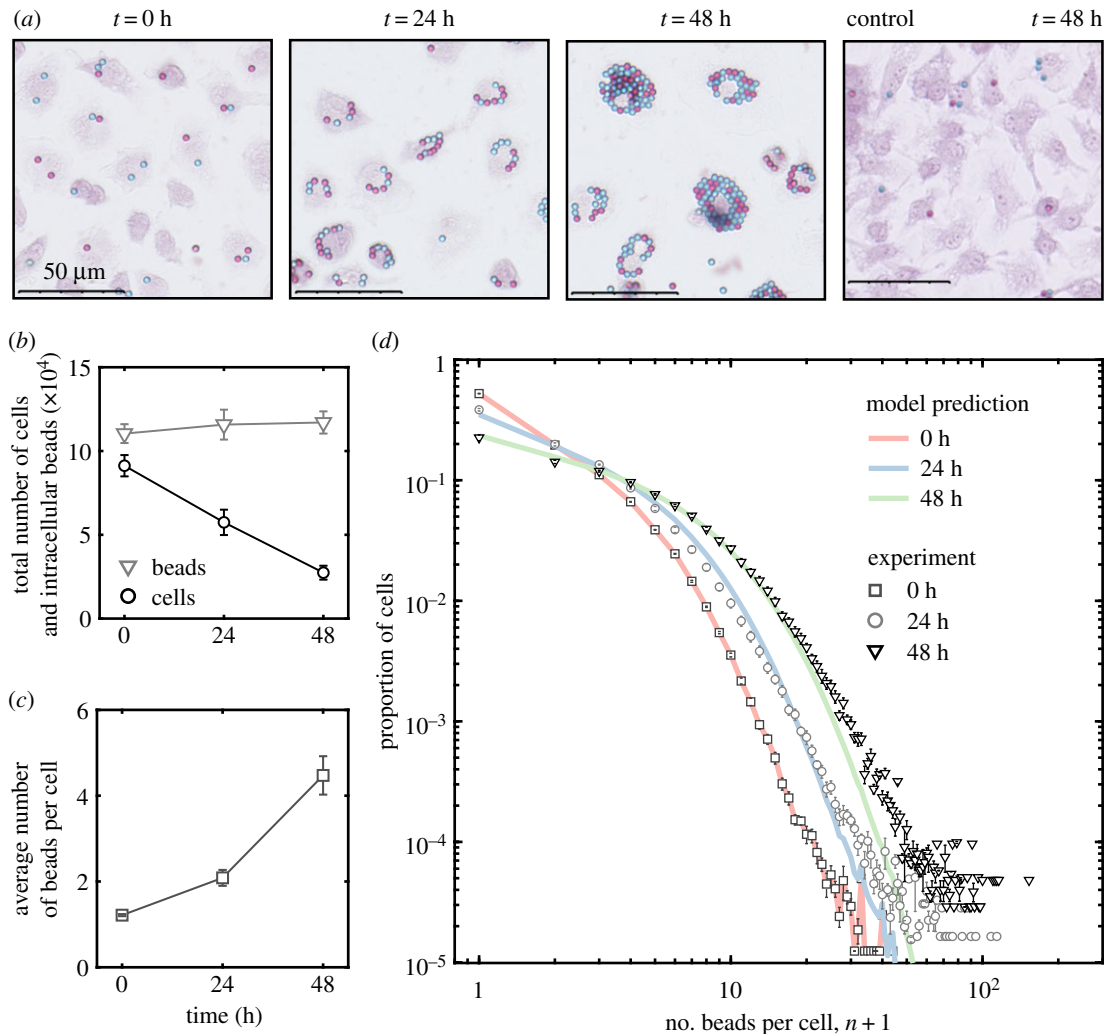 (a)
t = 0 h
t = 24 h
t = 48 h
control
t = 48 h
50 μm
(b)
total number of cells
and intracellular beads (×10⁴)
15
10
5
0
beads
cells
0
24
48
(c)
average number
of beads per cell
6
4
2
0
0
24
48
time (h)
(d)
proportion of cells
1
10⁻¹
10⁻²
10⁻³
10⁻⁴
10⁻⁵
model prediction
0 h
24 h
48 h
experiment
0 h
24 h
48 h
1
10
10²
no. beads per cell, n + 1